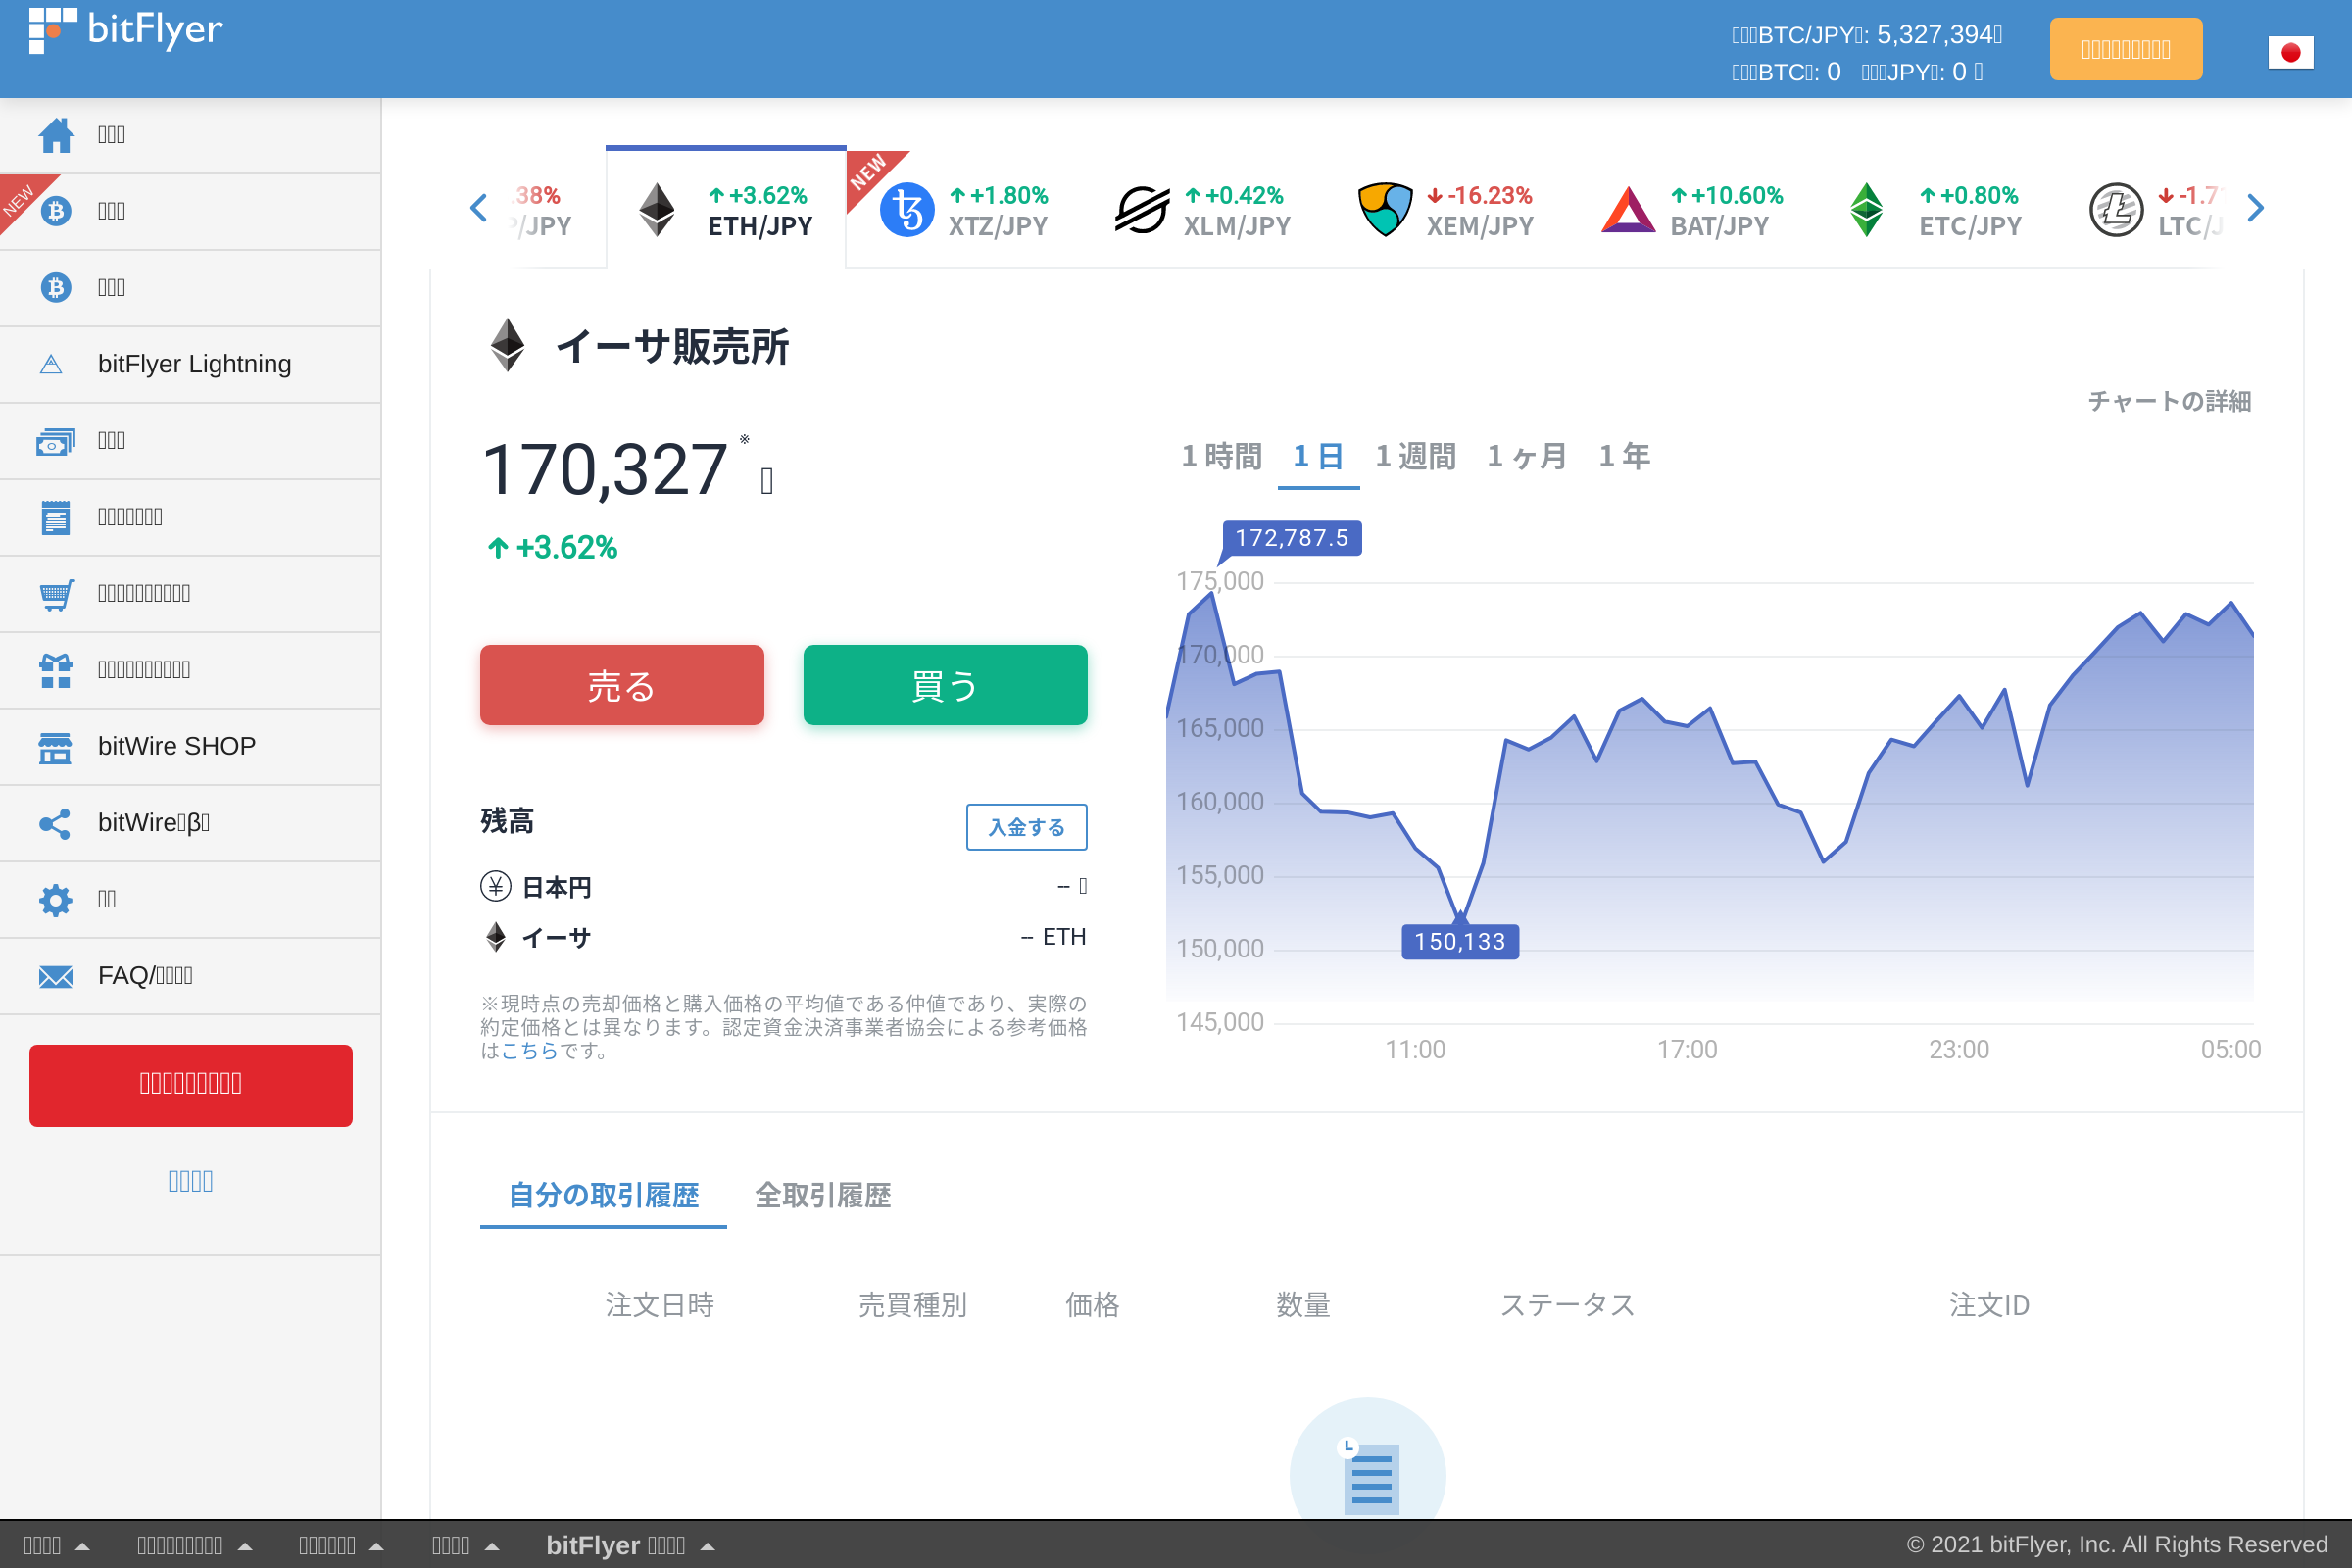 bitFlyer
BTC/JPY: 5,327,394
BTC: 0 JPY: 0
NEW
bitFlyer Lightning
bitWire SHOP
bitWire β
FAQ/
.38%
/JPY
+3.62%
ETH/JPY
NEW
+1.80%
XTZ/JPY
+0.42%
XLM/JPY
-16.23%
XEM/JPY
+10.60%
BAT/JPY
+0.80%
ETC/JPY
-1.7
LTC/J
イーサ販売所
チャートの詳細
170,327 ※
+3.62%
1 時間 1 日 1 週間 1 ヶ月 1 年
売る 買う
残高 入金する
日本円 --
イーサ -- ETH
※現時点の売却価格と購入価格の平均値である仲値であり、実際の
約定価格とは異なります。認定資金決済事業者協会による参考価格
はこちらです。
172,787.5
175,000
170,000
165,000
160,000
155,000
150,000
150,133
145,000
11:00 17:00 23:00 05:00
自分の取引履歴 全取引履歴
注文日時 売買種別 価格 数量 ステータス 注文ID
bitFlyer
© 2021 bitFlyer, Inc. All Rights Reserved